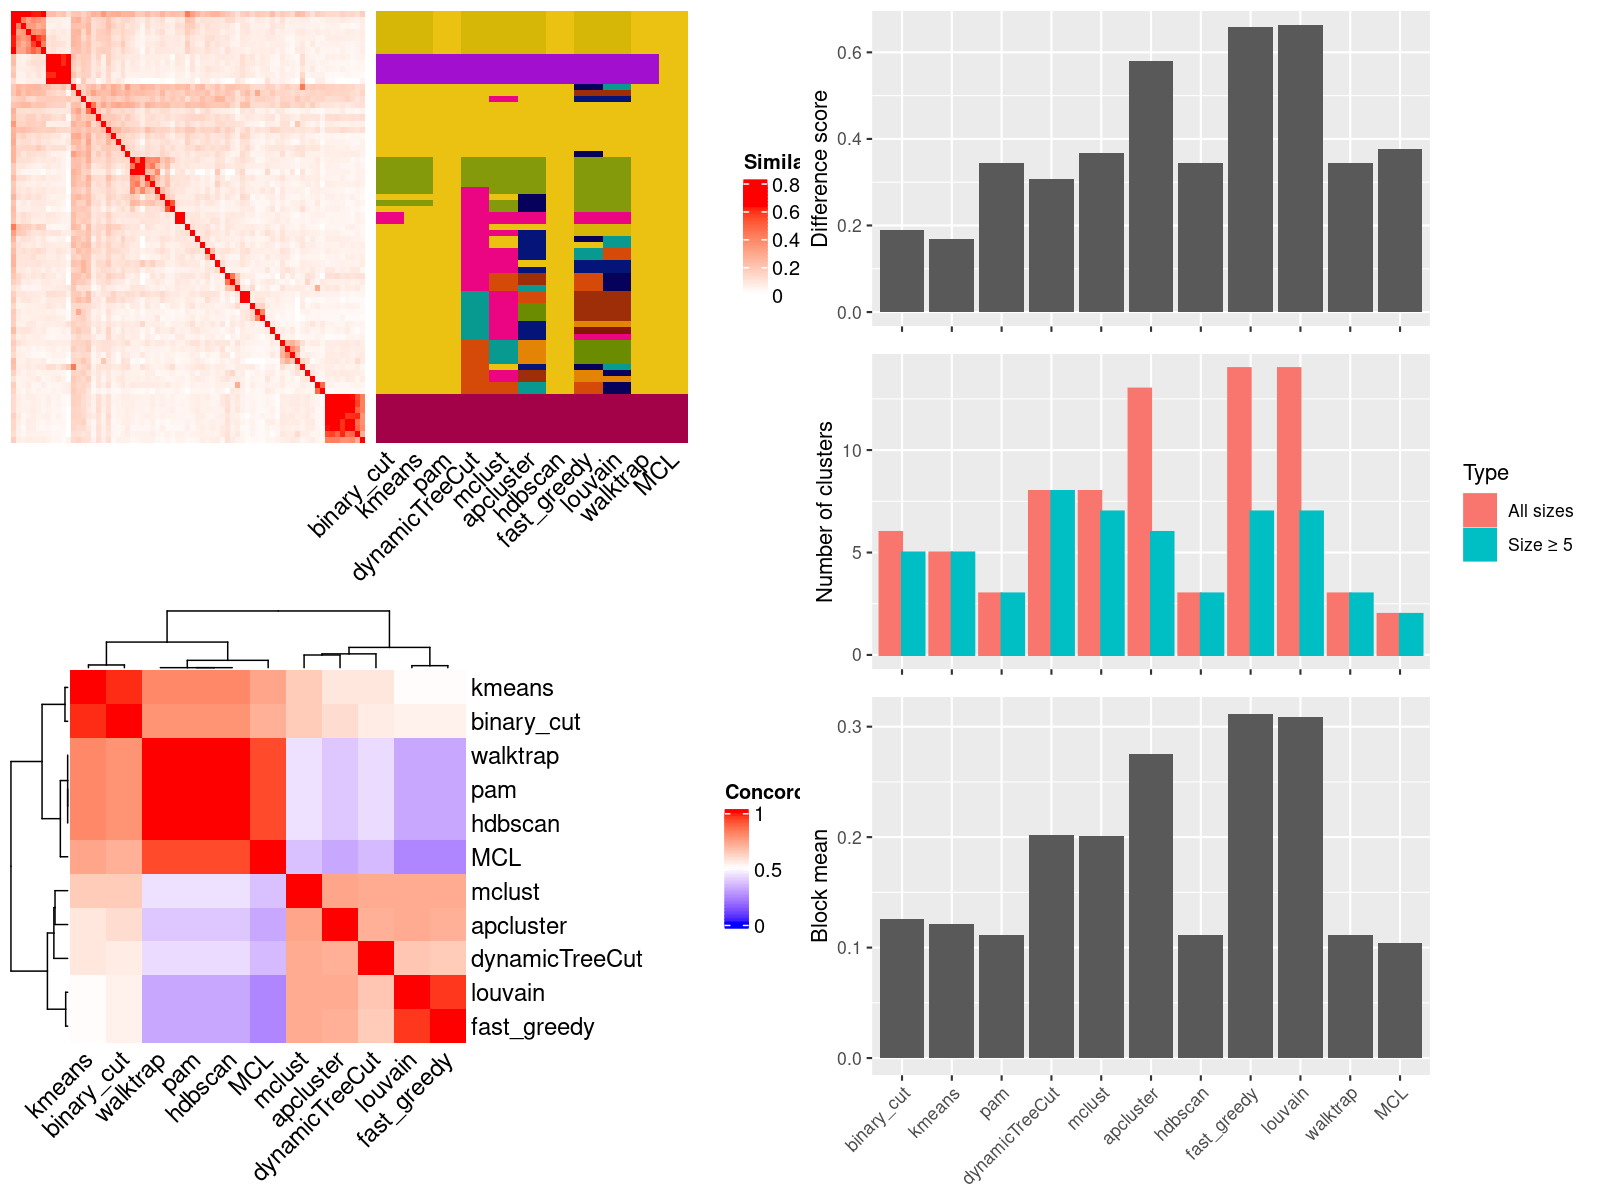 Simila
0.8
0.6
0.4
0.2
0
binary_cut
kmeans
pam
dynamicTreeCut
mclust
apcluster
hdbscan
fast_greedy
louvain
walktrap
MCL
kmeans
binary_cut
walktrap
pam
hdbscan
MCL
mclust
apcluster
dynamicTreeCut
louvain
fast_greedy
kmeans
binary_cut
walktrap
pam
hdbscan
MCL
mclust
apcluster
dynamicTreeCut
louvain
fast_greedy
Concord
1
0.5
0
Difference score
0.6
0.4
0.2
0.0
Number of clusters
10
5
0
Type
All sizes
Size ≥ 5
Block mean
0.3
0.2
0.1
0.0
binary_cut
kmeans
pam
dynamicTreeCut
mclust
apcluster
hdbscan
fast_greedy
louvain
walktrap
MCL